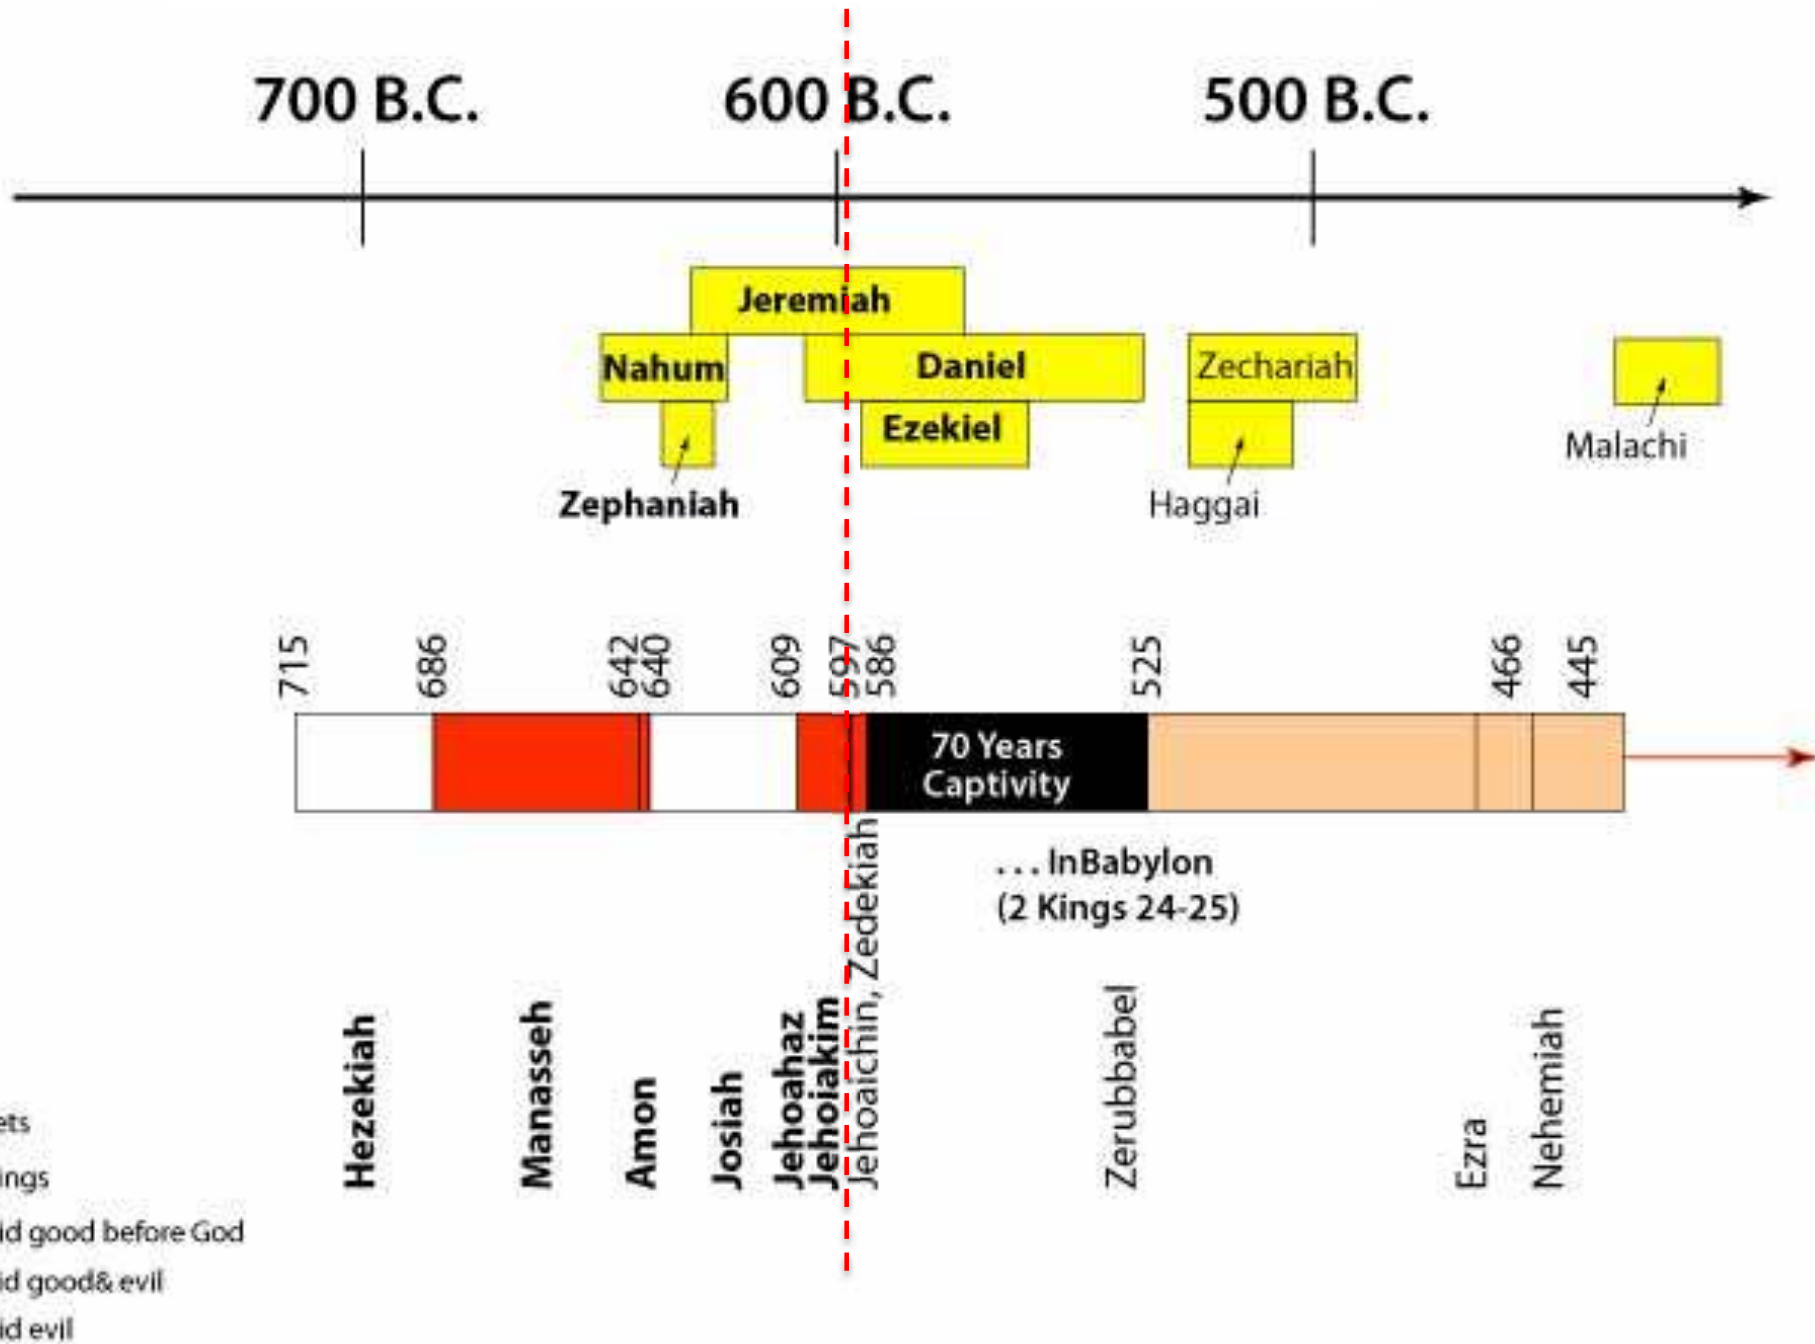 700 B.C.
600 B.C.
500 B.C.
Jeremiah
Nahum
Daniel
Zechariah
Ezekiel
Malachi
Zephaniah
Haggai
715
686
642
640
609
597
586
525
466
445
70 Years
Captivity
... InBabylon
(2 Kings 24-25)
Hezekiah
Manasseh
Amon
Josiah
Jehoahaz
Jehoiakim
Jehoaichin, Zedekiah
Zerubbabel
Ezra
Nehemiah
ets
ings
id good before God
id good& evil
id evil